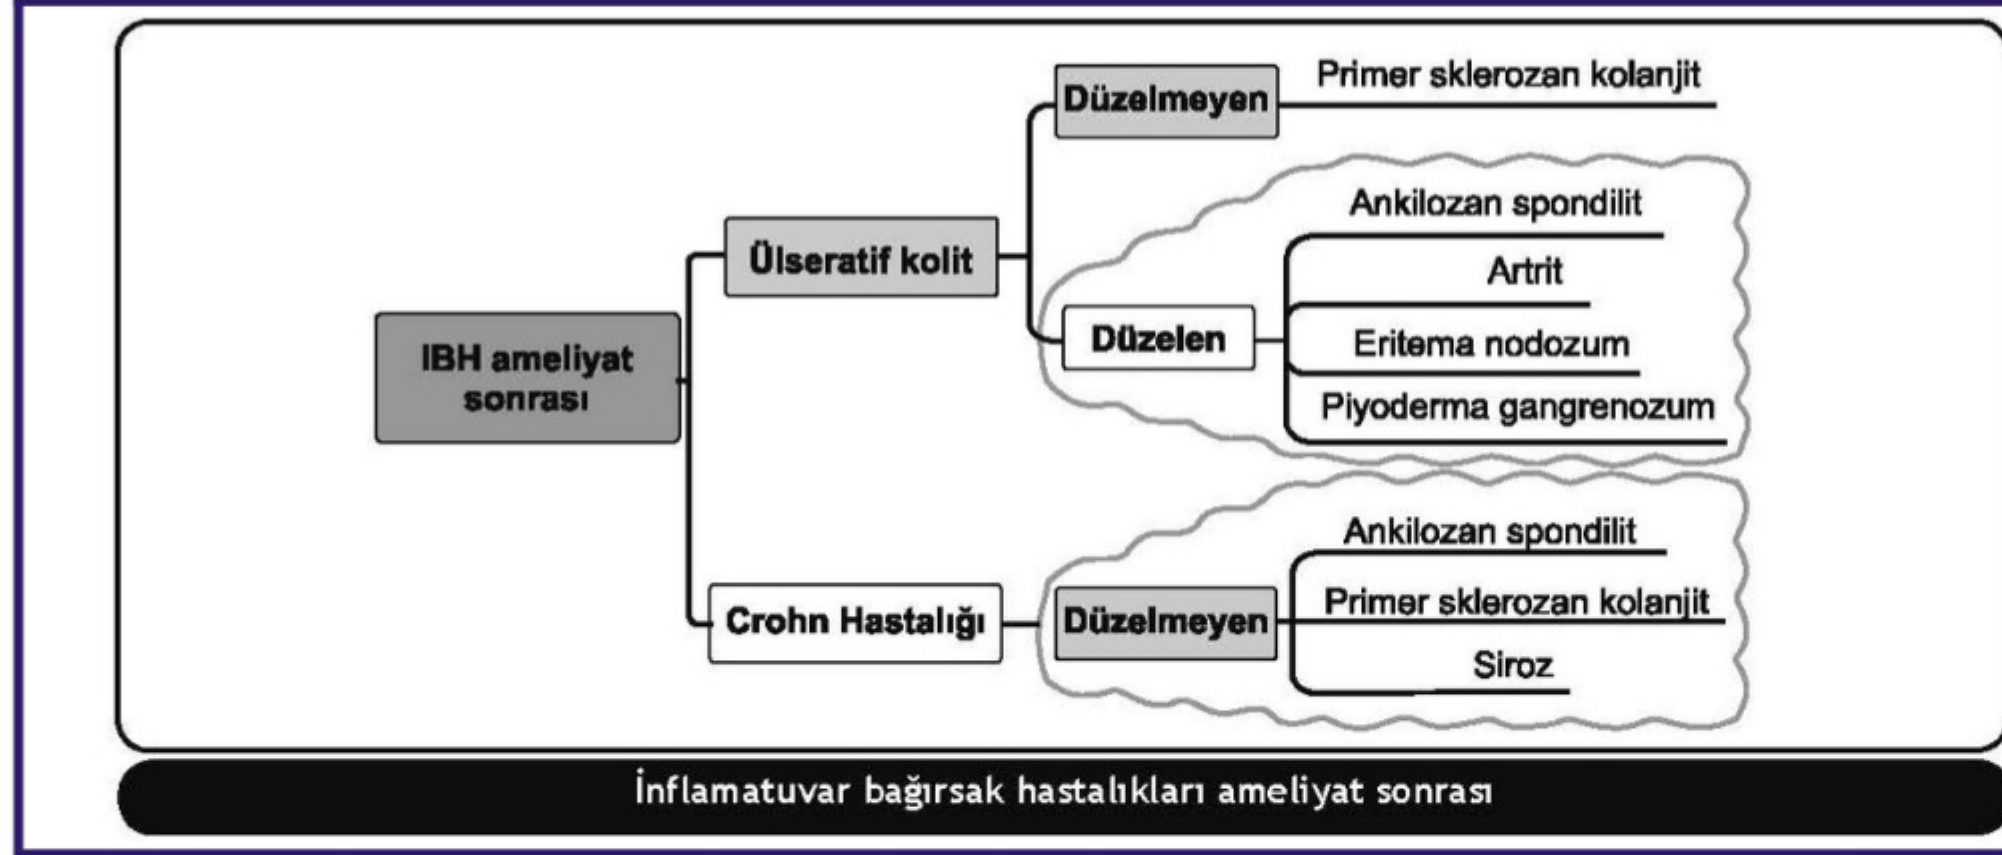 IBH ameliyat
sonrası
Ülseratif kolit
Düzelmeyen
Primer sklerozan kolanjit
Düzelen
Ankilozan spondilit
Artrit
Eritema nodozum
Piyoderma gangrenozum
Crohn Hastalığı
Düzelmeyen
Ankilozan spondilit
Primer sklerozan kolanjit
Siroz
İnflamatuvar bağırsak hastalıkları ameliyat sonrası